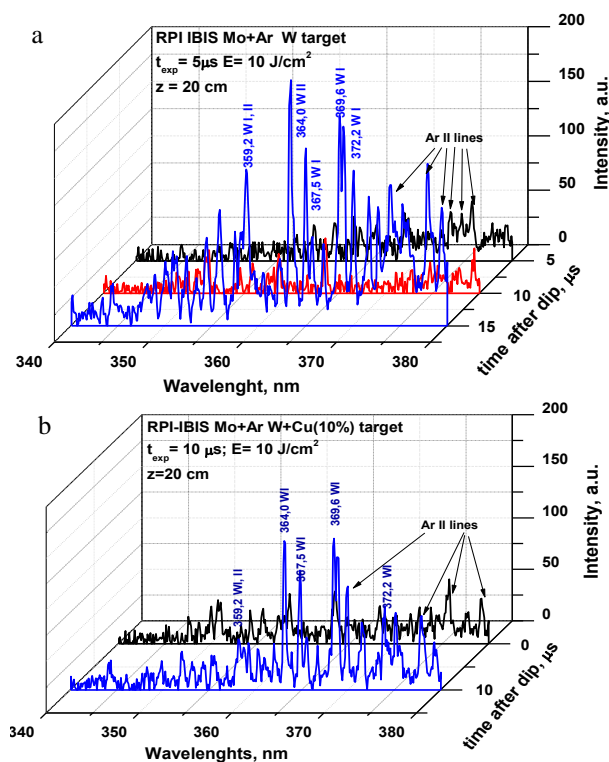 a
RPI IBIS Mo+Ar W target
t_exp = 5µs E= 10 J/cm²
z = 20 cm
359,2 W I, II
364,0 W II
367,5 W I
369,6 W I
372,2 W I
Ar II lines
200
150
100
50
0
Intensity, a.u.
5
10
15
time after dip, µs
340
350
360
370
380
Wavelenght, nm
b
RPI-IBIS Mo+Ar W+Cu(10%) target
t_exp = 10 µs; E= 10 J/cm²
z=20 cm
359,2 WI, II
364,0 WI
367,5 WI
369,6 WI
372,2 WI
Ar II lines
200
150
100
50
0
Intensity, a.u.
0
10
time after dip, µs
340
350
360
370
380
Wavelenghts, nm